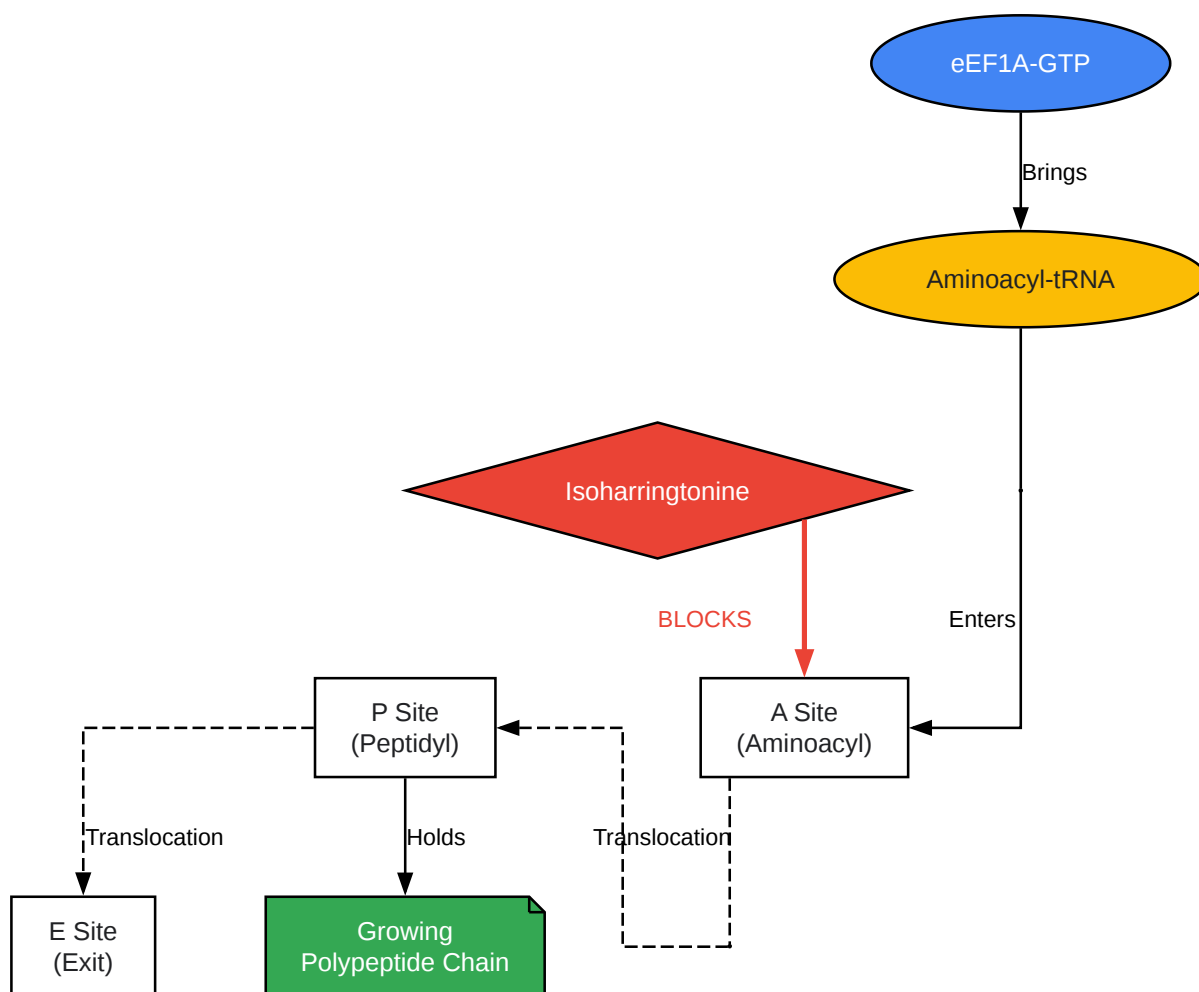 eEF1A-GTP
Brings
Aminoacyl-tRNA
Isoharringtonine
BLOCKS
Enters
P Site
(Peptidyl)
A Site
(Aminoacyl)
Translocation
Holds
Translocation
E Site
(Exit)
Growing
Polypeptide Chain